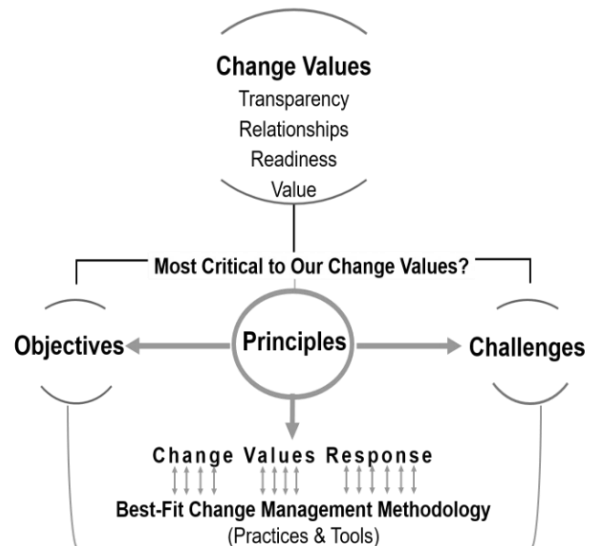 Change Values
Transparency
Relationships
Readiness
Value
Most Critical to Our Change Values?
Objectives
Principles
Challenges
Change Values Response
Best-Fit Change Management Methodology
(Practices & Tools)